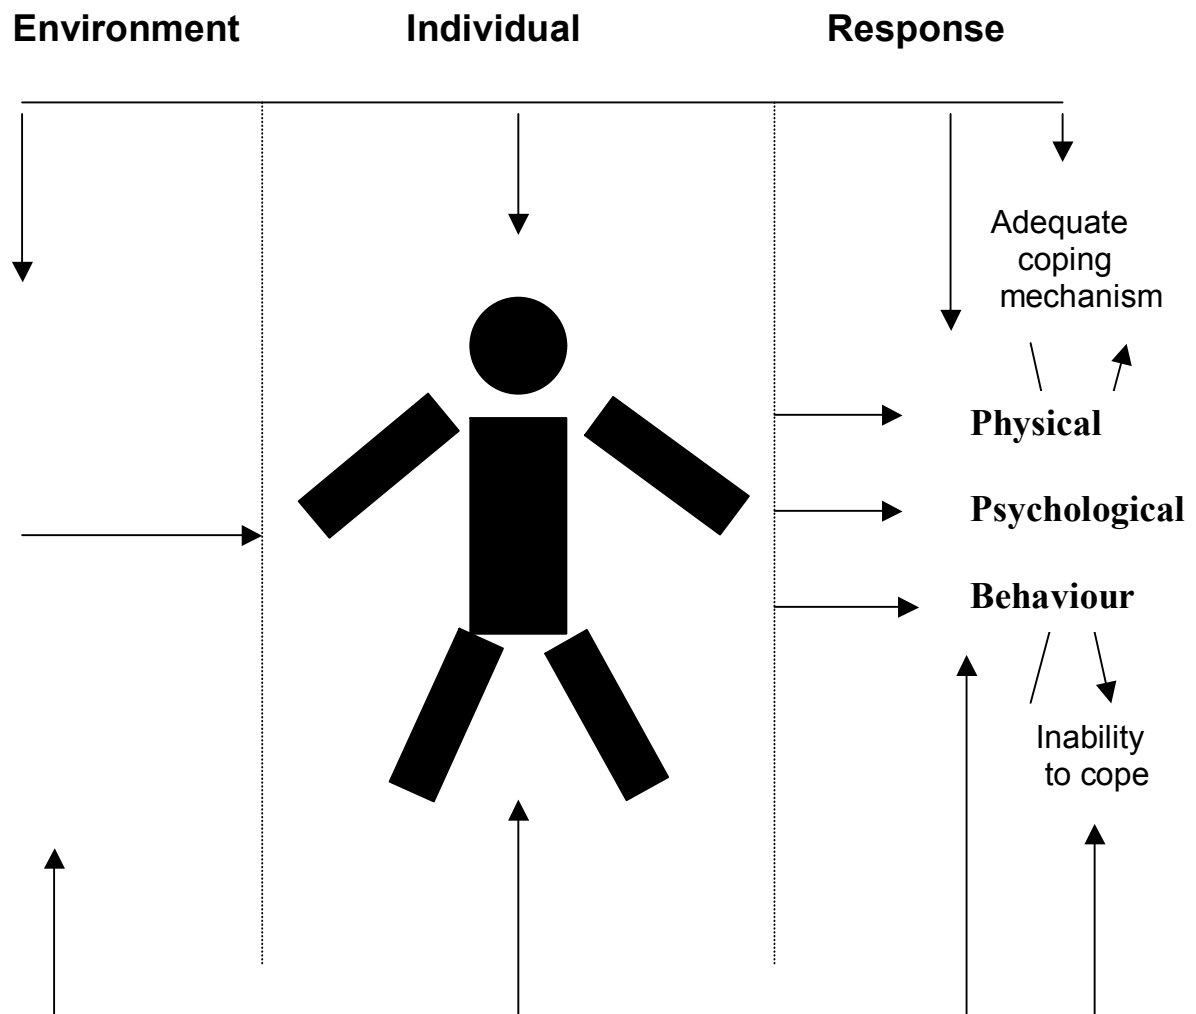 Environment Individual Response
Adequate
coping
mechanism
Physical
Psychological
Behaviour
Inability
to cope